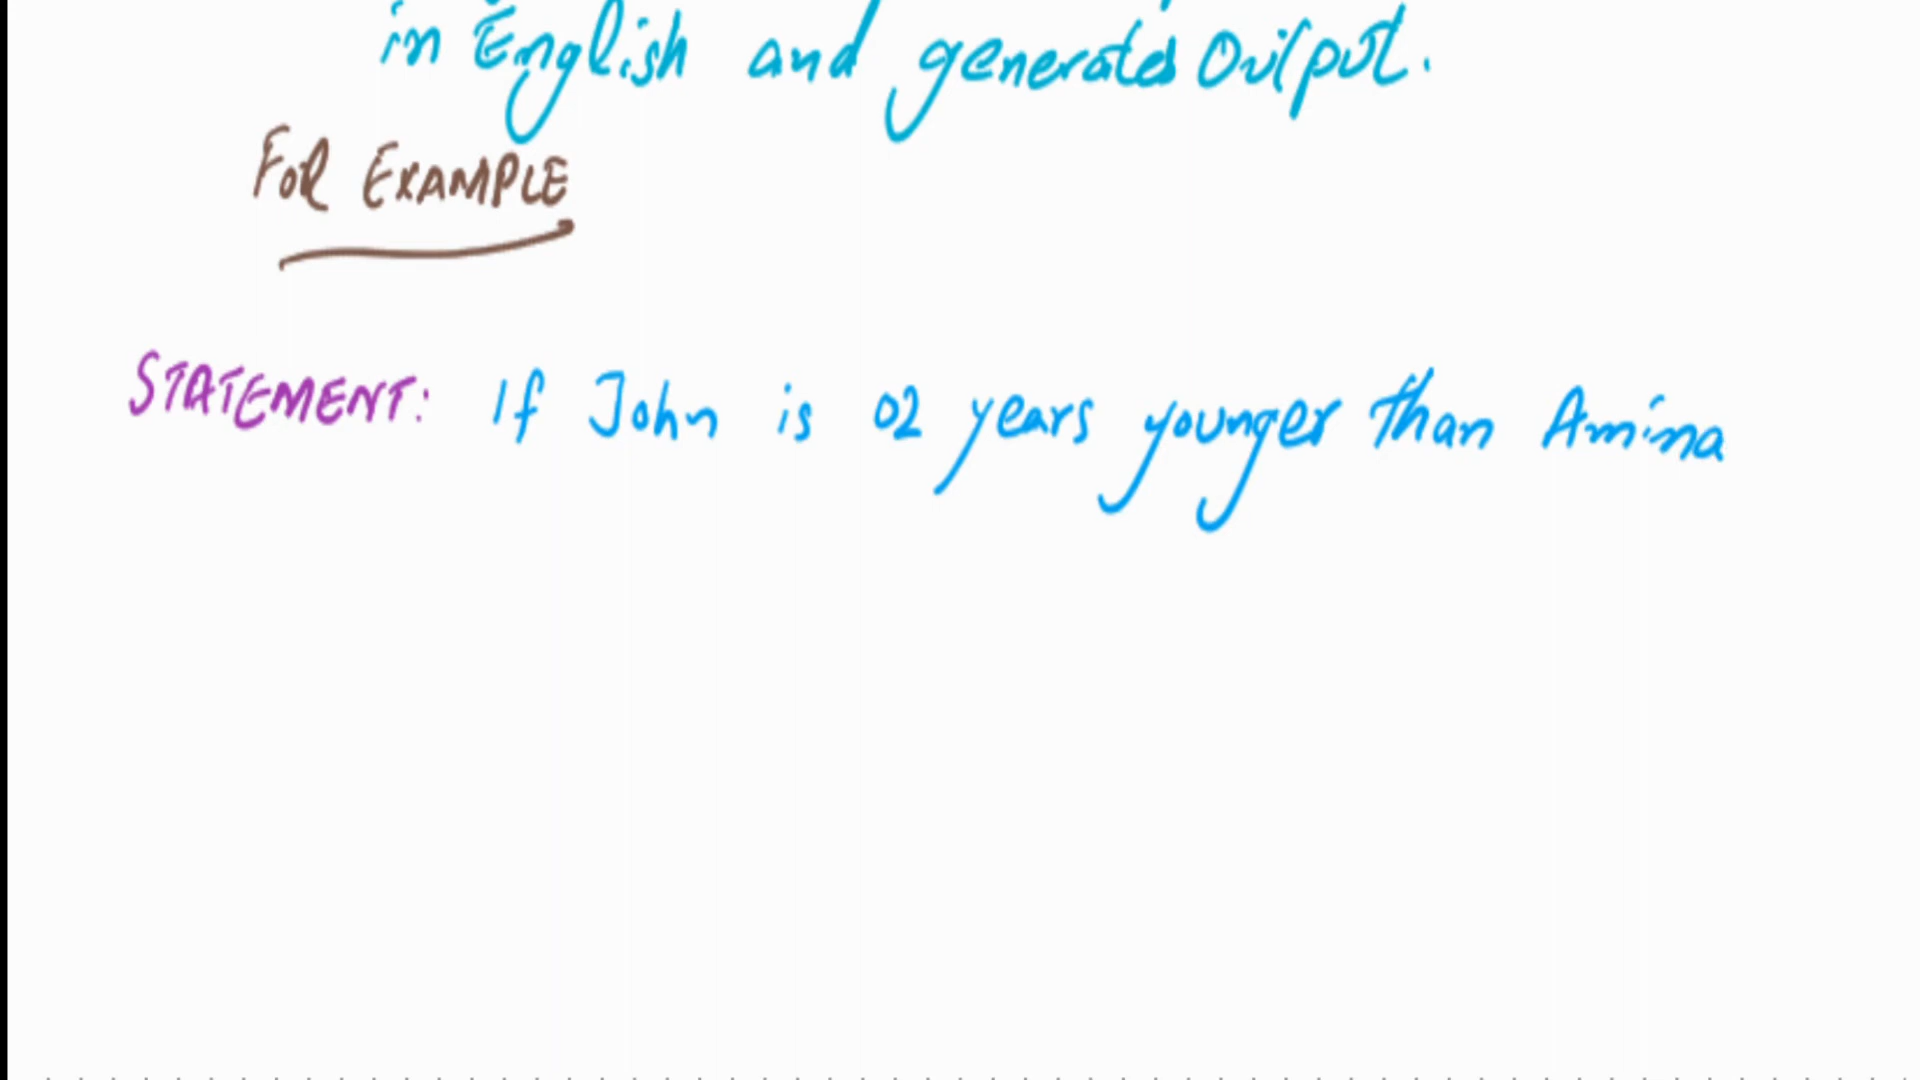 in English and generates Output.
FOR EXAMPLE
STATEMENT: If John is 02 years younger than Amina